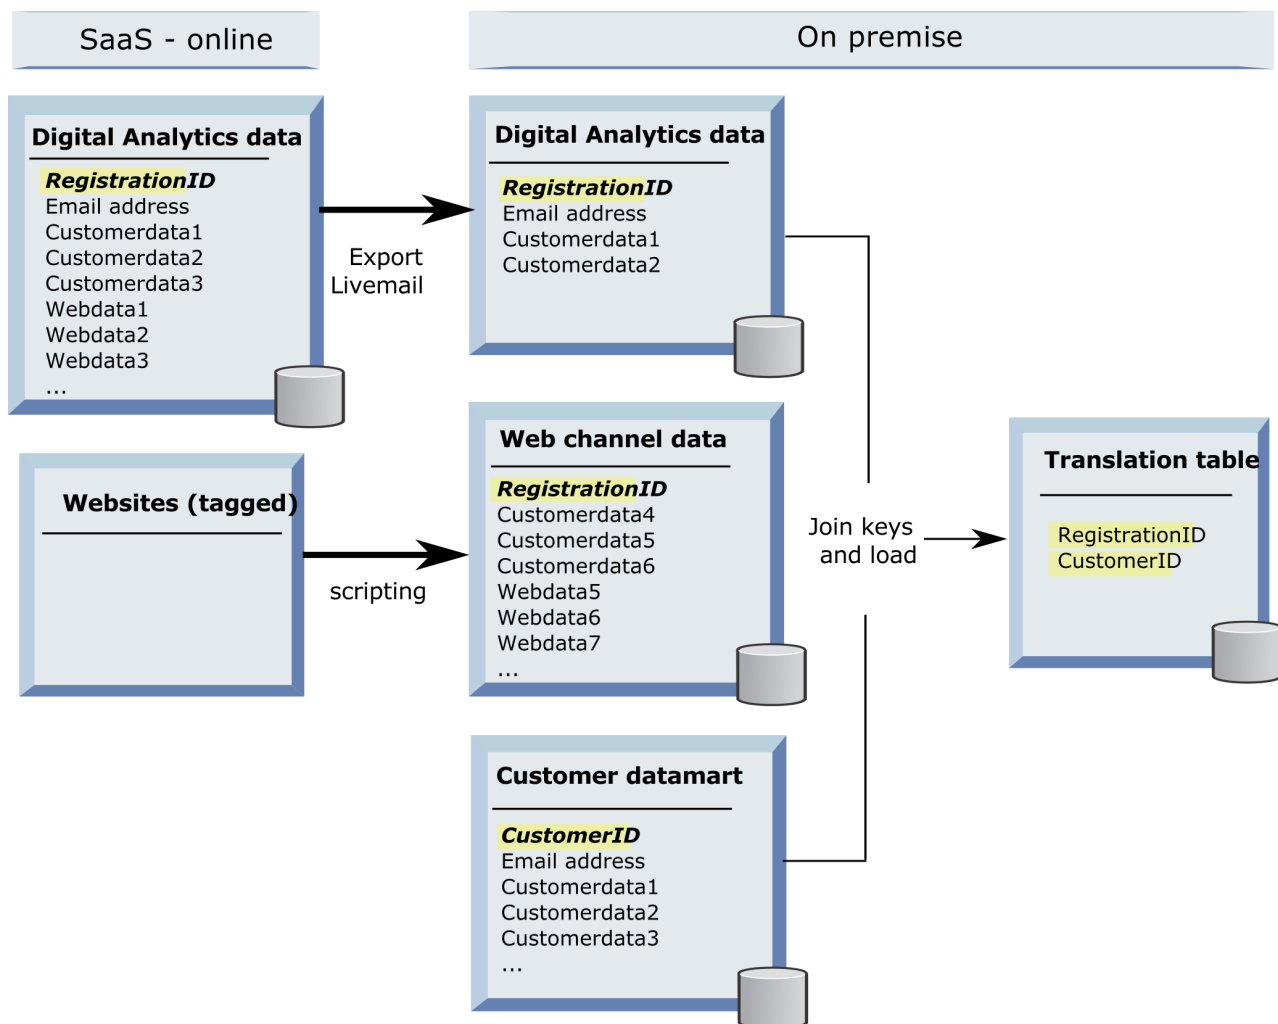 SaaS - online
On premise
Digital Analytics data
RegistrationID
Email address
Customerdata1
Customerdata2
Customerdata3
Webdata1
Webdata2
Webdata3
...
Export
Livemail
Digital Analytics data
RegistrationID
Email address
Customerdata1
Customerdata2
Websites (tagged)
scripting
Web channel data
RegistrationID
Customerdata4
Customerdata5
Customerdata6
Webdata5
Webdata6
Webdata7
...
Customer datamart
CustomerID
Email address
Customerdata1
Customerdata2
Customerdata3
...
Join keys
and load
Translation table
RegistrationID
CustomerID